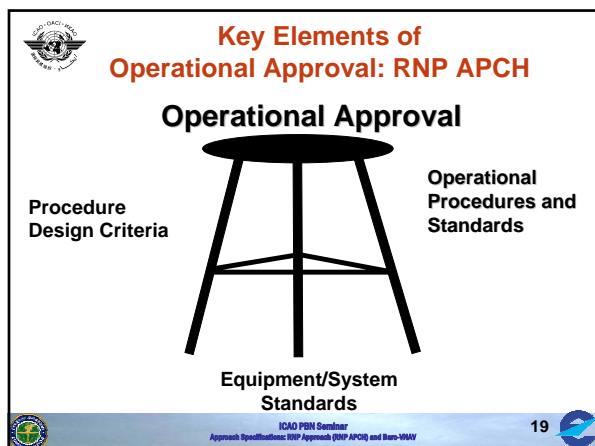 Key Elements of
Operational Approval: RNP APCH
Operational Approval
Procedure
Design Criteria
Operational
Procedures and
Standards
Equipment/System
Standards
ICAO PBN Seminar
Approach Specifications: RNP Approach (RNP APCH) and Baro-VNAV
19